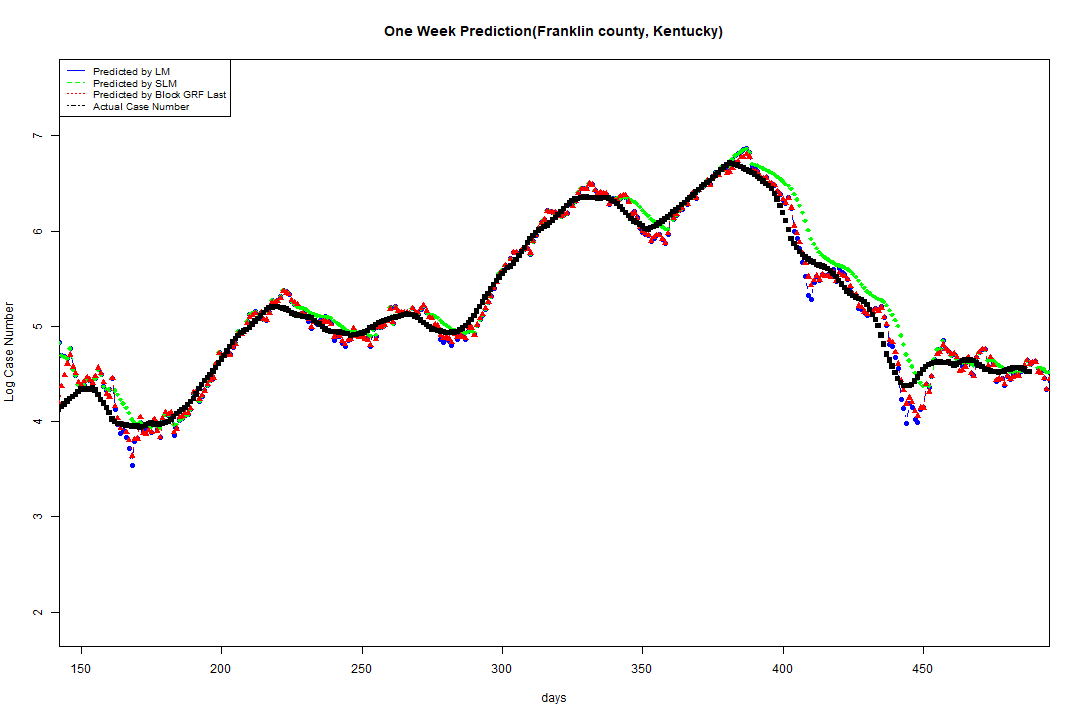 One Week Prediction(Franklin county, Kentucky)
Predicted by LM
Predicted by SLM
Predicted by Block GRF Last
Actual Case Number
7
6
5
4
3
2
Log Case Number
150 200 250 300 350 400 450
days